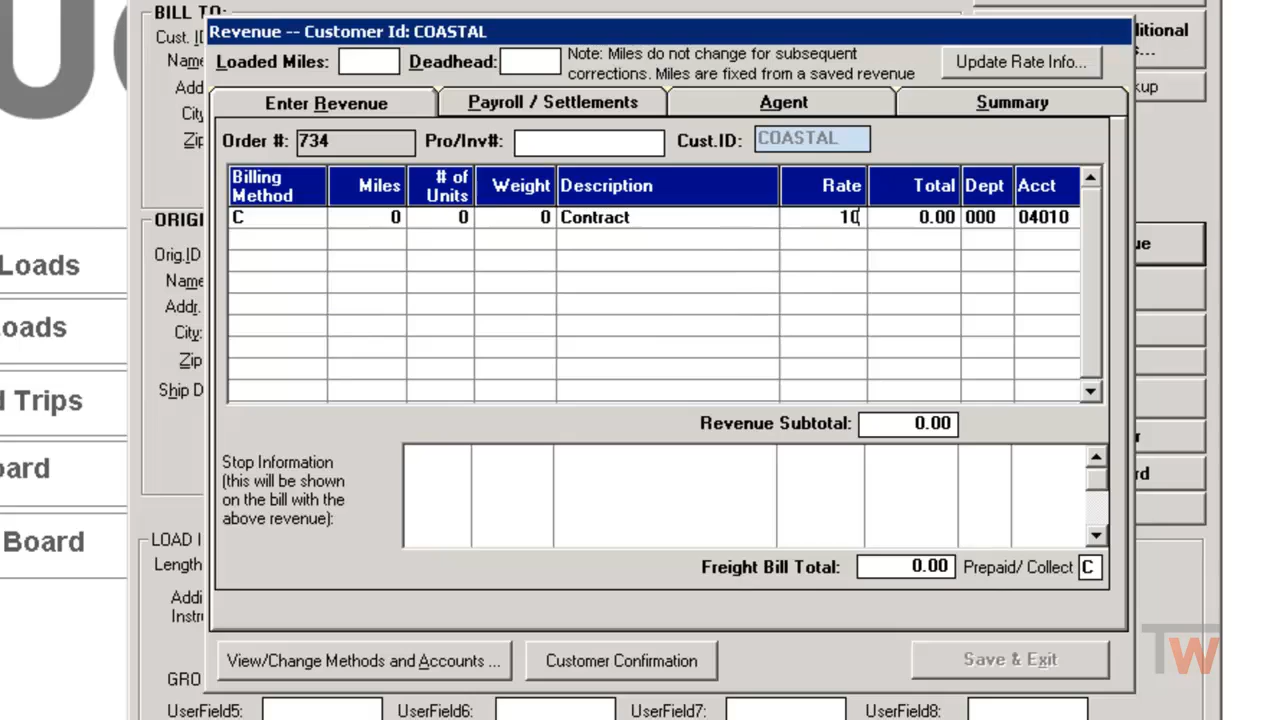 BILL TO:
Cust. ID
Name
Add
City
Zip
ditional
s...
kup
Revenue -- Customer Id: COASTAL
Loaded Miles:
Deadhead:
Note: Miles do not change for subsequent
corrections. Miles are fixed from a saved revenue
Update Rate Info...
Enter Revenue
Payroll / Settlements
Agent
Summary
Order #: 734
Pro/Inv#:
Cust.ID: COASTAL
Billing Method Miles # of Units Weight Description Rate Total Dept Acct
C 0 0 0 Contract 10 0.00 000 04010
Revenue Subtotal: 0.00
Stop Information
(this will be shown
on the bill with the
above revenue):
Freight Bill Total: 0.00 Prepaid/ Collect C
View/Change Methods and Accounts ...
Customer Confirmation
Save & Exit
Loads
oads
d Trips
oard
Board
ORIGI
Orig.ID
Name
Addr.
City:
Zip
Ship D
ue
r
rd
LOAD I
Length
Addi
Instru
GRO
UserField5:
UserField6:
UserField7:
UserField8:
TW